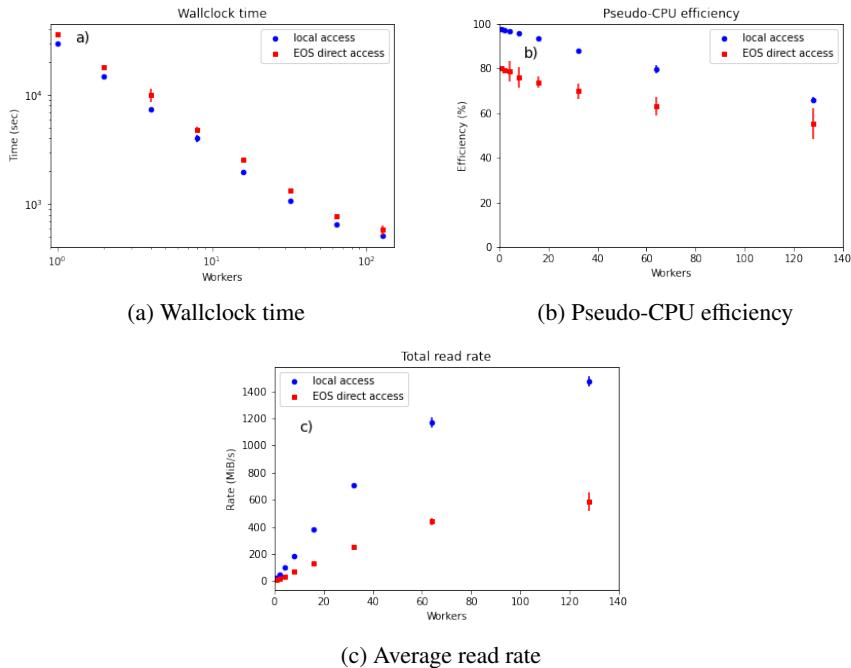 Wallclock time
a)
local access
EOS direct access
10^4
10^3
Time (sec)
10^0
10^1
10^2
Workers
(a) Wallclock time
Pseudo-CPU efficiency
100
80
60
40
20
0
b)
local access
EOS direct access
Efficiency (%)
0
20
40
60
80
100
120
140
Workers
(b) Pseudo-CPU efficiency
Total read rate
local access
EOS direct access
c)
1400
1200
1000
800
600
400
200
0
Rate (MiB/s)
0
20
40
60
80
100
120
140
Workers
(c) Average read rate